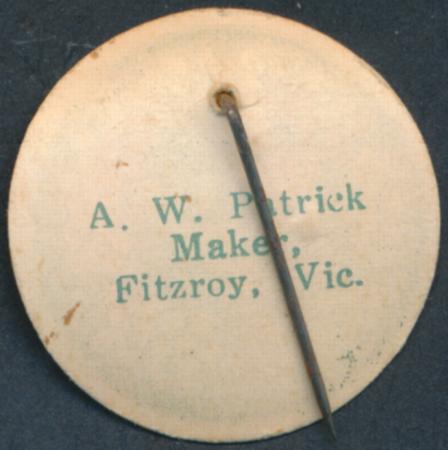 A. W. Patrick
Maker,
Fitzroy, Vic.